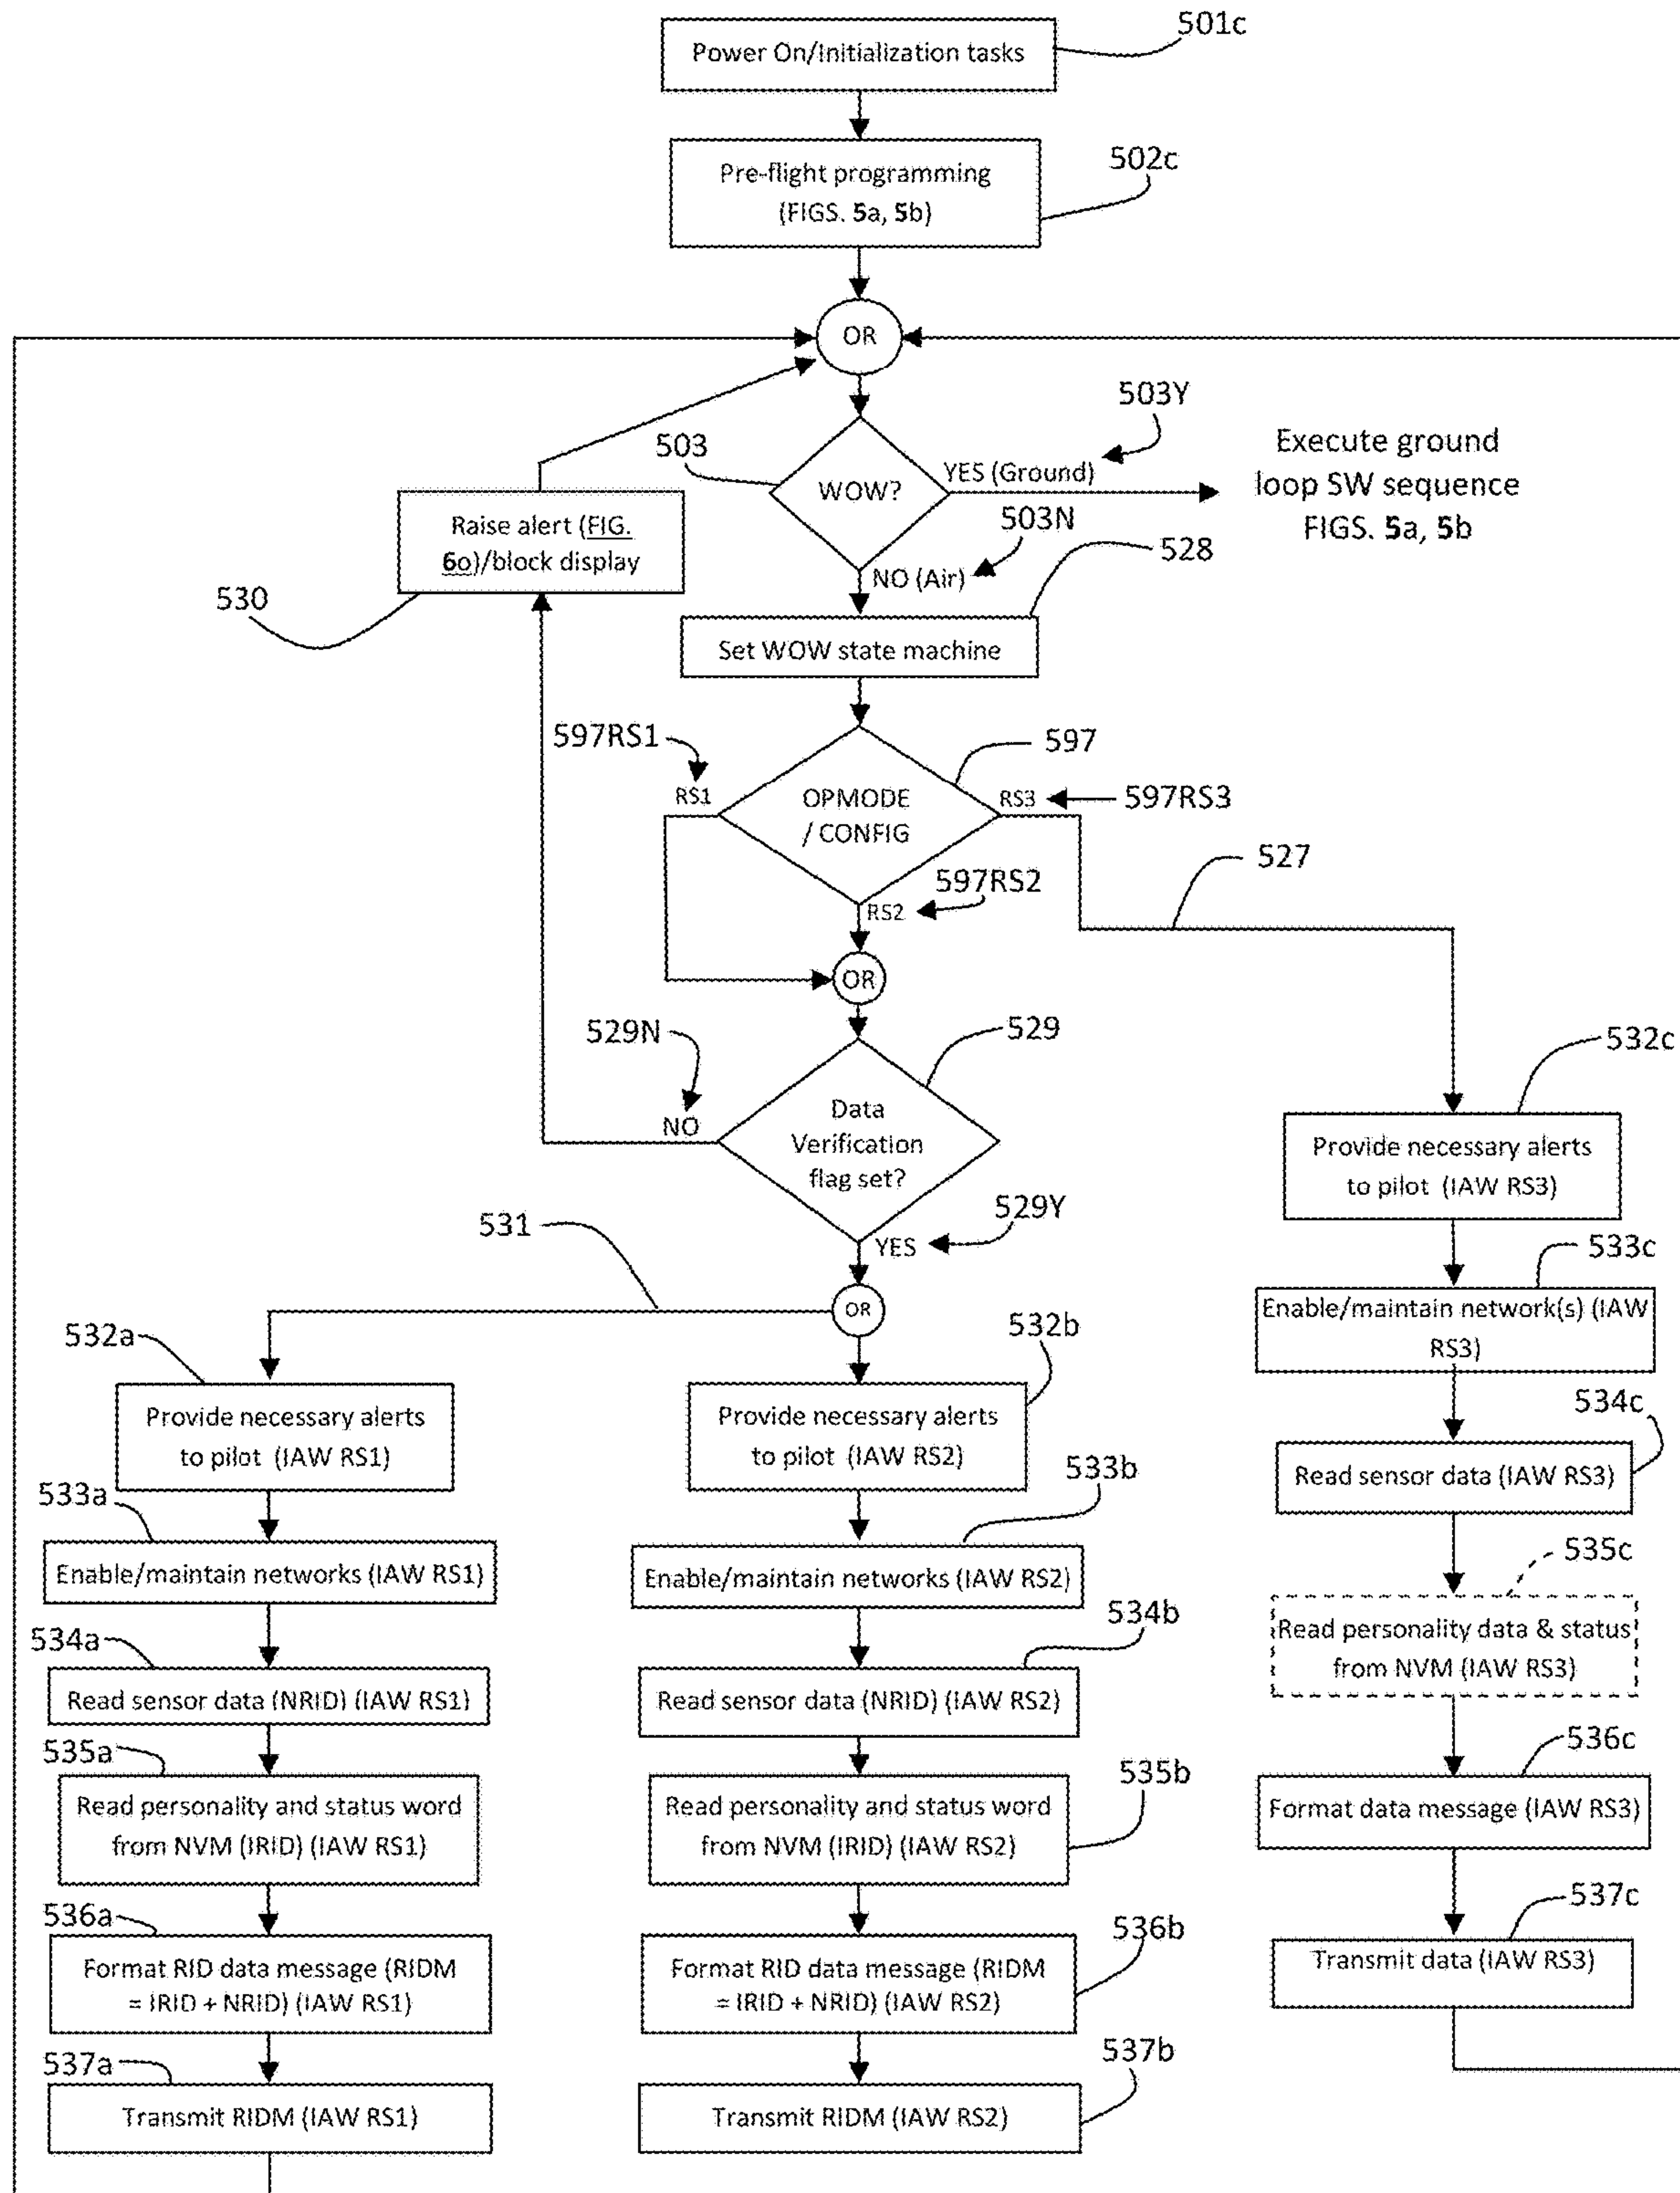 501c
Power On/Initialization tasks
502c
Pre-flight programming
(FIGS. 5a, 5b)
OR
503Y
503
WOW?
YES (Ground)
Execute ground
loop SW sequence
FIGS. 5a, 5b
503N
NO (Air)
528
Raise alert (FIG.
6o)/block display
530
Set WOW state machine
597RS1
597
RS1
OPMODE
/ CONFIG
RS3
597RS3
527
597RS2
RS2
OR
529N
529
NO
Data
Verification
flag set?
529Y
YES
531
OR
532c
Provide necessary alerts
to pilot (IAW RS3)
533c
Enable/maintain network(s) (IAW
RS3)
534c
Read sensor data (IAW RS3)
535c
Read personality data & status
from NVM (IAW RS3)
536c
Format data message (IAW RS3)
537c
Transmit data (IAW RS3)
532a
Provide necessary alerts
to pilot (IAW RS1)
533a
Enable/maintain networks (IAW RS1)
534a
Read sensor data (NRID) (IAW RS1)
535a
Read personality and status word
from NVM (IRID) (IAW RS1)
536a
Format RID data message (RIDM
= IRID + NRID) (IAW RS1)
537a
Transmit RIDM (IAW RS1)
532b
Provide necessary alerts
to pilot (IAW RS2)
533b
Enable/maintain networks (IAW RS2)
534b
Read sensor data (NRID) (IAW RS2)
535b
Read personality and status word
from NVM (IRID) (IAW RS2)
536b
Format RID data message (RIDM
= IRID + NRID) (IAW RS2)
537b
Transmit RIDM (IAW RS2)